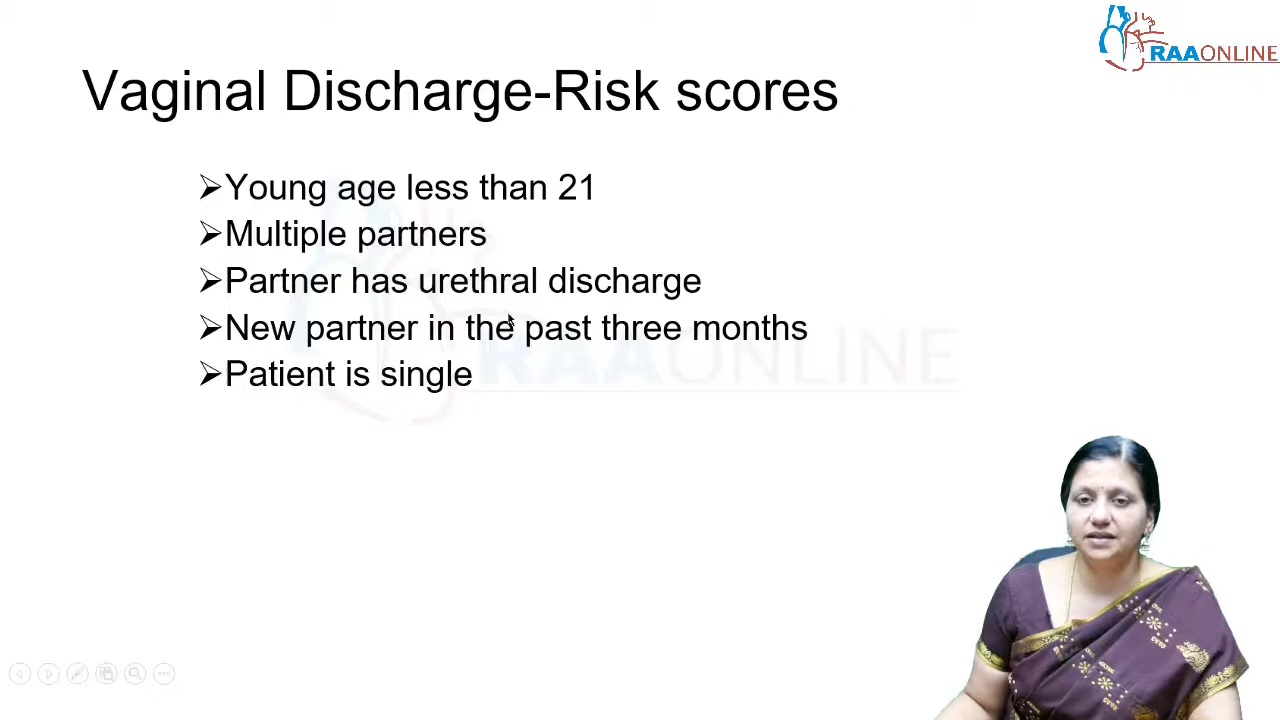 RAAONLINE
Vaginal Discharge-Risk scores
➢Young age less than 21
➢Multiple partners
➢Partner has urethral discharge
➢New partner in the past three months
➢Patient is single
RAAONLINE